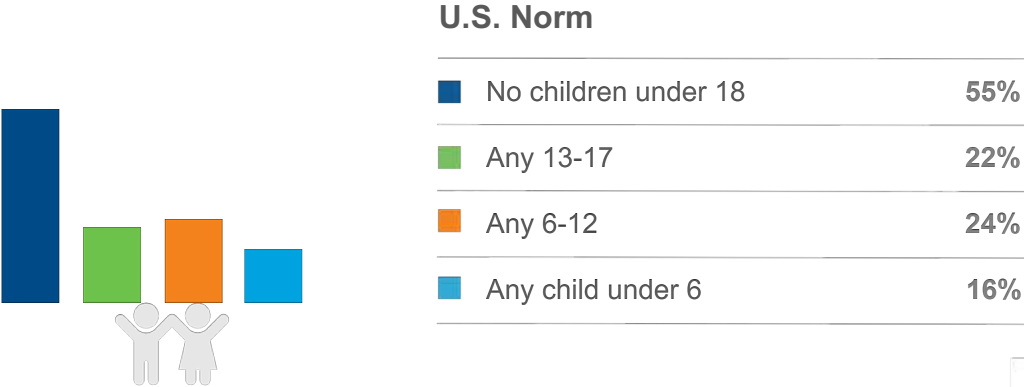 U.S. Norm
No children under 18 55%
Any 13-17 22%
Any 6-12 24%
Any child under 6 16%